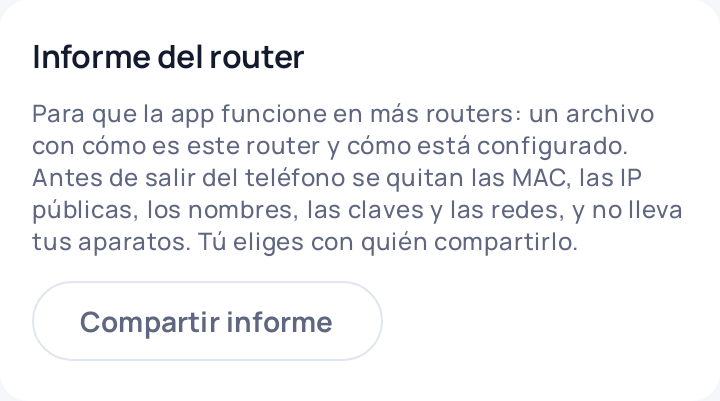 Informe del router
Para que la app funcione en más routers: un archivo
con cómo es este router y cómo está configurado.
Antes de salir del teléfono se quitan las MAC, las IP
públicas, los nombres, las claves y las redes, y no lleva
tus aparatos. Tú eliges con quién compartirlo.
Compartir informe